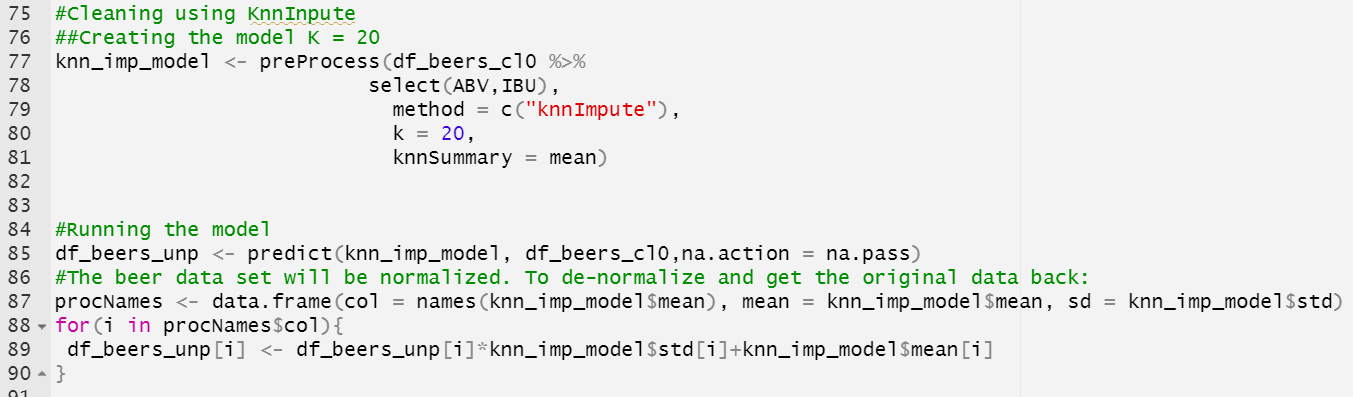 75 #Cleaning using KnnInpute
76 ##Creating the model K = 20
77 knn_imp_model <- preProcess(df_beers_cl0 %>%
78 select(ABV,IBU),
79 method = c("knnImpute"),
80 k = 20,
81 knnSummary = mean)
82
83
84 #Running the model
85 df_beers_unp <- predict(knn_imp_model, df_beers_cl0,na.action = na.pass)
86 #The beer data set will be normalized. To de-normalize and get the original data back:
87 procNames <- data.frame(col = names(knn_imp_model$mean), mean = knn_imp_model$mean, sd = knn_imp_model$std)
88 for(i in procNames$col){
89 df_beers_unp[i] <- df_beers_unp[i]*knn_imp_model$std[i]+knn_imp_model$mean[i]
90 }
91